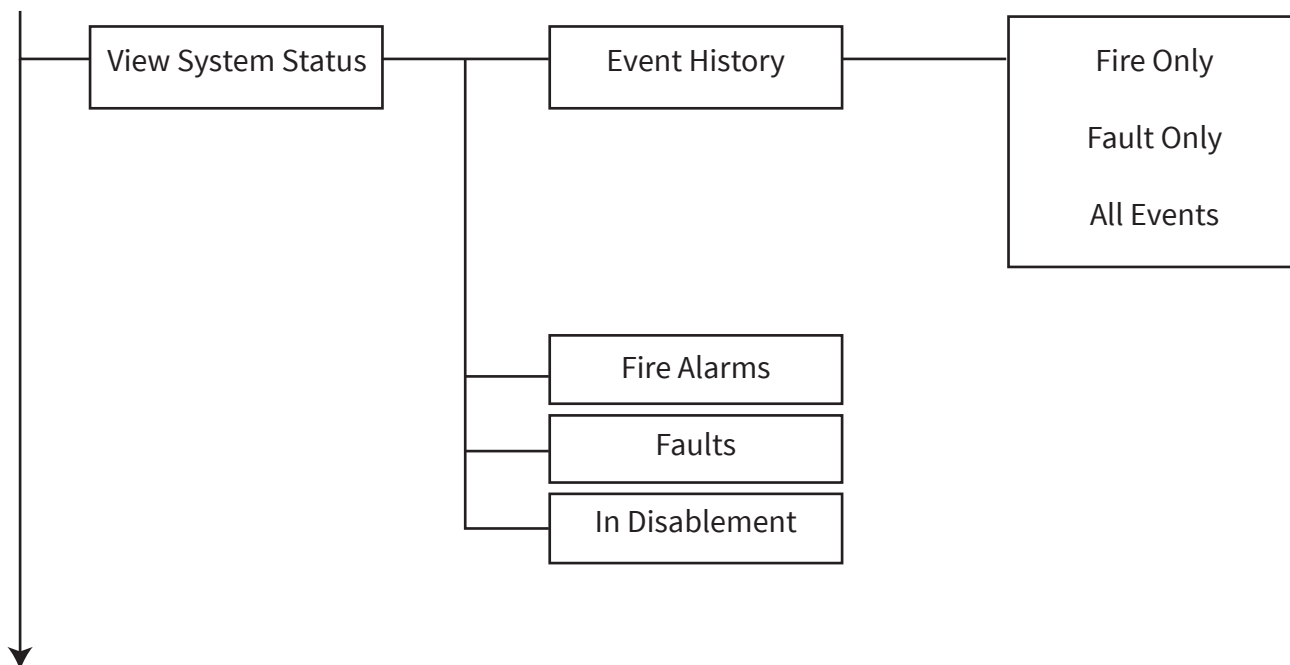 View System Status
Event History
Fire Only
Fault Only
All Events
Fire Alarms
Faults
In Disablement